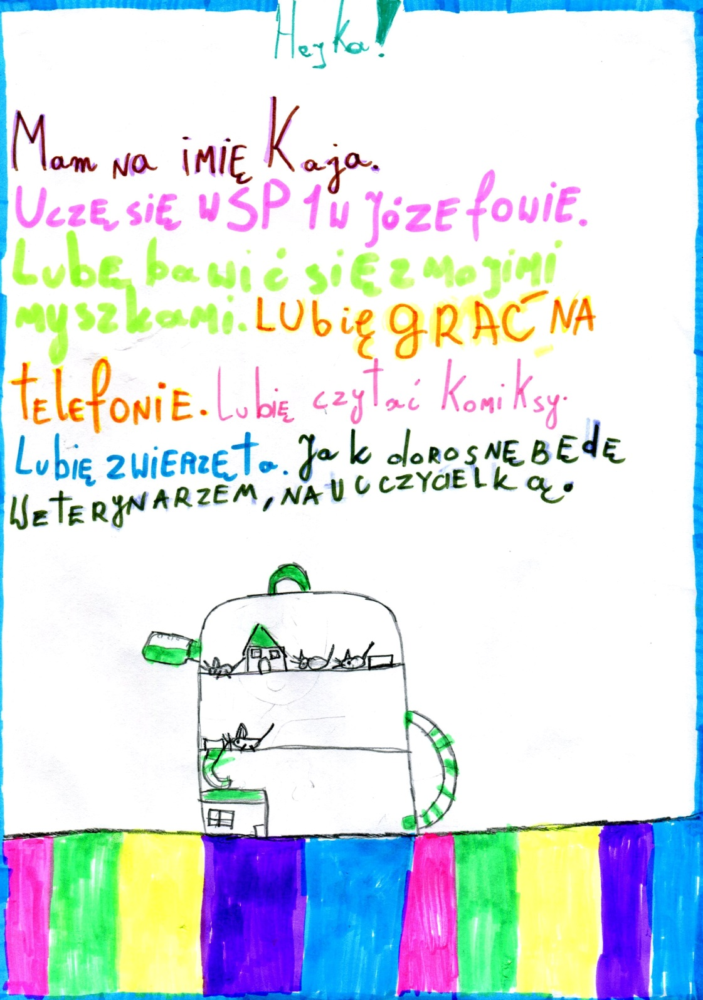 Heyka!
Mam na imię Kaja.
Uczę się w SP 1 w Józefowie.
Lubę bawić się z mojimi
myszkami. Lubię grać na
telefonie. Lubię czytać komiksy.
Lubię zwierzęta. Jak dorosnę będę
weterynarzem, nauucczycielką.